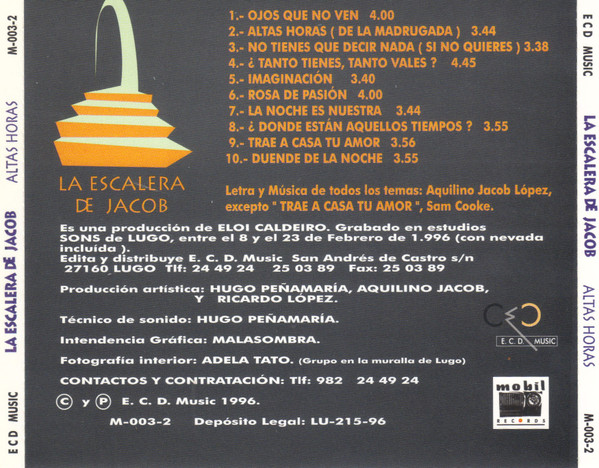 M-003-2
ALTAS HORAS
LA ESCALERA DE JACOB
ECD MUSIC
1.- OJOS QUE NO VEN 4.00
2.- ALTAS HORAS ( DE LA MADRUGADA ) 3.44
3.- NO TIENES QUE DECIR NADA ( SI NO QUIERES ) 3.38
4.- ¿ TANTO TIENES, TANTO VALES ? 4.45
5.- IMAGINACIÓN 3.40
6.- ROSA DE PASIÓN 4.00
7.- LA NOCHE ES NUESTRA 3.44
8.- ¿ DONDE ESTÁN AQUELLOS TIEMPOS ? 3.55
9.- TRAE A CASA TU AMOR 3.56
10.- DUENDE DE LA NOCHE 3.55
LA ESCALERA
DE JACOB
Letra y Música de todos los temas: Aquilino Jacob López,
excepto " TRAE A CASA TU AMOR ", Sam Cooke.
Es una producción de ELOI CALDEIRO. Grabado en estudios
SONS de LUGO, entre el 8 y el 23 de Febrero de 1.996 (con nevada
incluída ).
Edita y distribuye E. C. D. Music San Andrés de Castro s/n
27160 LUGO Tlf: 24 49 24 25 03 89 Fax: 25 03 89
Producción artística: HUGO PEÑAMARÍA, AQUILINO JACOB,
Y RICARDO LÓPEZ.
Técnico de sonido: HUGO PEÑAMARÍA.
Intendencia Gráfica: MALASOMBRA.
Fotografía interior: ADELA TATO. (Grupo en la muralla de Lugo)
CONTACTOS Y CONTRATACIÓN: Tlf: 982 24 49 24
C y P E. C. D. Music 1996.
M-003-2 Depósito Legal: LU-215-96
E. C. D. MUSIC
mobil
RECORDS
ECD MUSIC
LA ESCALERA DE JACOB
ALTAS HORAS
M-003-2